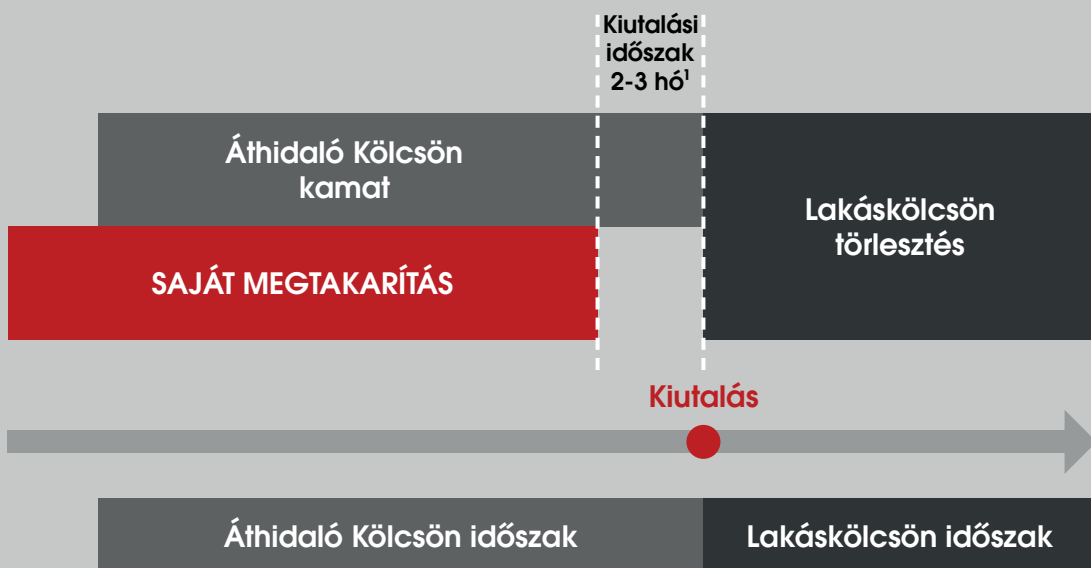 Kiutalási
időszak
2-3 hó¹
Áthidaló Kölcsön
kamat
Lakáskölcsön
törlesztés
SAJÁT MEGTAKARÍTÁS
Kiutalás
Áthidaló Kölcsön időszak
Lakáskölcsön időszak